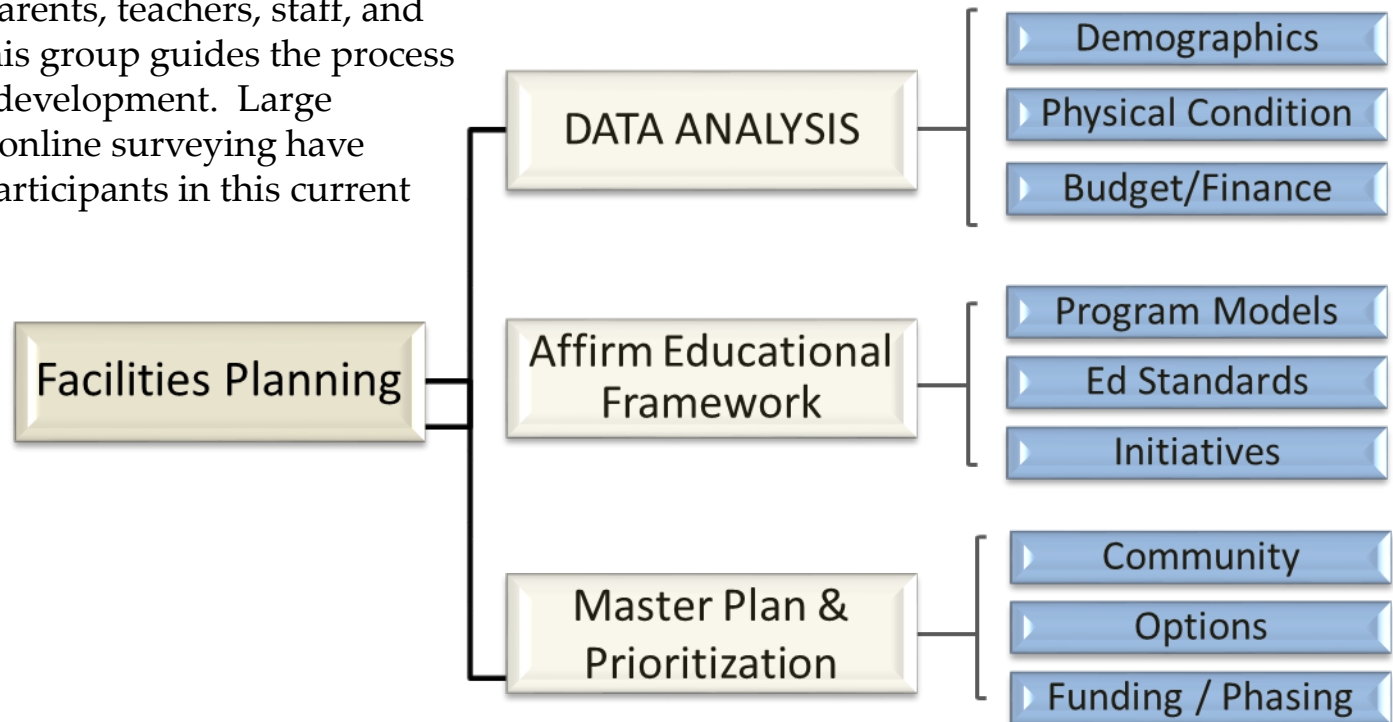 arents, teachers, staff, and
his group guides the process
development.  Large
online surveying have
articipants in this current
Facilities Planning
DATA ANALYSIS
Demographics
Physical Condition
Budget/Finance
Affirm Educational
Framework
Program Models
Ed Standards
Initiatives
Master Plan &
Prioritization
Community
Options
Funding / Phasing